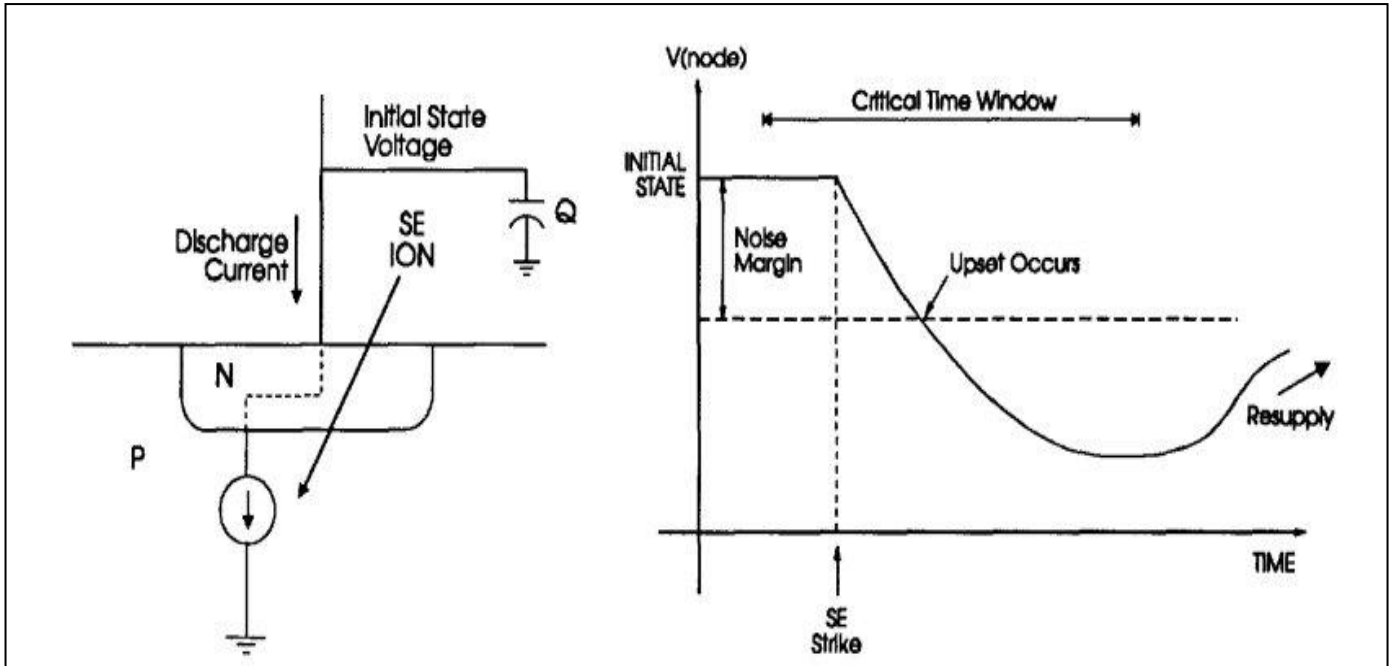 Initial State
Voltage
Q
Discharge
Current
SE
ION
N
P
V(node)
Critical Time Window
INITIAL
STATE
Noise
Margin
Upset Occurs
Resupply
TIME
SE
Strike